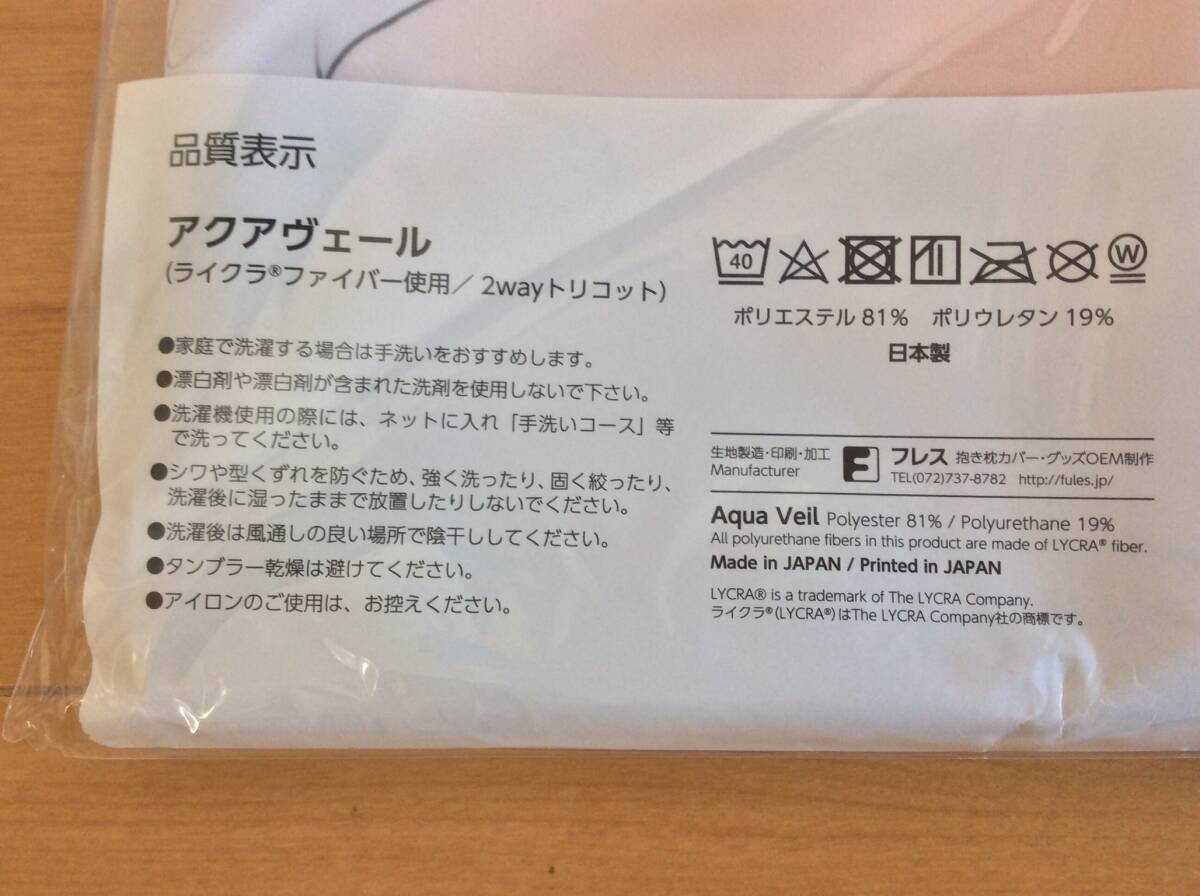 品質表示
アクアヴェール
(ライクラ®ファイバー使用/ 2wayトリコット)
●家庭で洗濯する場合は手洗いをおすすめします。
●漂白剤や漂白剤が含まれた洗剤を使用しないで下さい。
●洗濯機使用の際には、ネットに入れ「手洗いコース」等
で洗ってください。
●シワや型くずれを防ぐため、強く洗ったり、固く絞ったり、
洗濯後に湿ったままで放置したりしないでください。
●洗濯後は風通しの良い場所で陰干ししてください。
●タンブラー乾燥は避けてください。
●アイロンのご使用は、お控えください。
40 W
ポリエステル 81% ポリウレタン 19%
日本製
生地製造・印刷・加工
Manufacturer
フレス 抱き枕カバー・グッズOEM制作
TEL(072)737-8782 http://fules.jp/
Aqua Veil Polyester 81% / Polyurethane 19%
All polyurethane fibers in this product are made of LYCRA® fiber.
Made in JAPAN / Printed in JAPAN
LYCRA® is a trademark of The LYCRA Company.
ライクラ®(LYCRA®)はThe LYCRA Company社の商標です。